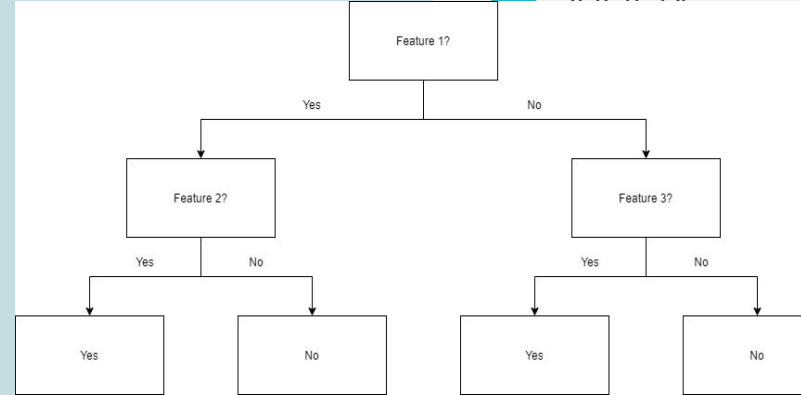 Feature 1?
Yes
No
Feature 2?
Feature 3?
Yes
No
Yes
No
Yes
No
Yes
No